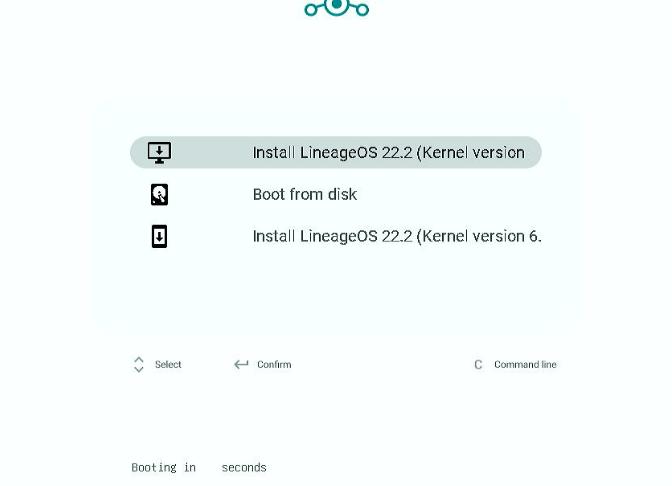 Install LineageOS 22.2 (Kernel version
Boot from disk
Install LineageOS 22.2 (Kernel version 6.
Select Confirm C Command line
Booting in seconds